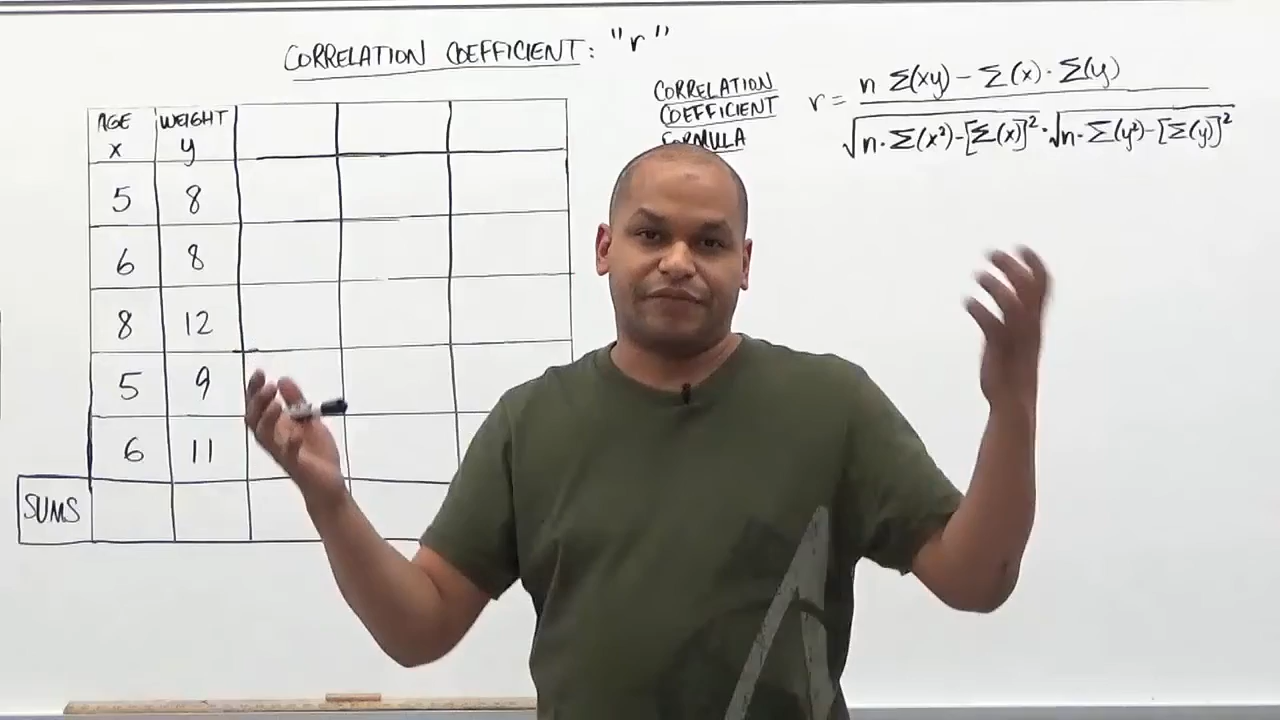 CORRELATION COEFFICIENT: "r"
CORRELATION
COEFFICIENT
FORMULA
r = n Σ(xy) - Σ(x) · Σ(y)
√n · Σ(x²) - [Σ(x)]² · √n · Σ(y²) - [Σ(y)]²
AGE WEIGHT
x y
5 8
6 8
8 12
5 9
6 11
SUMS